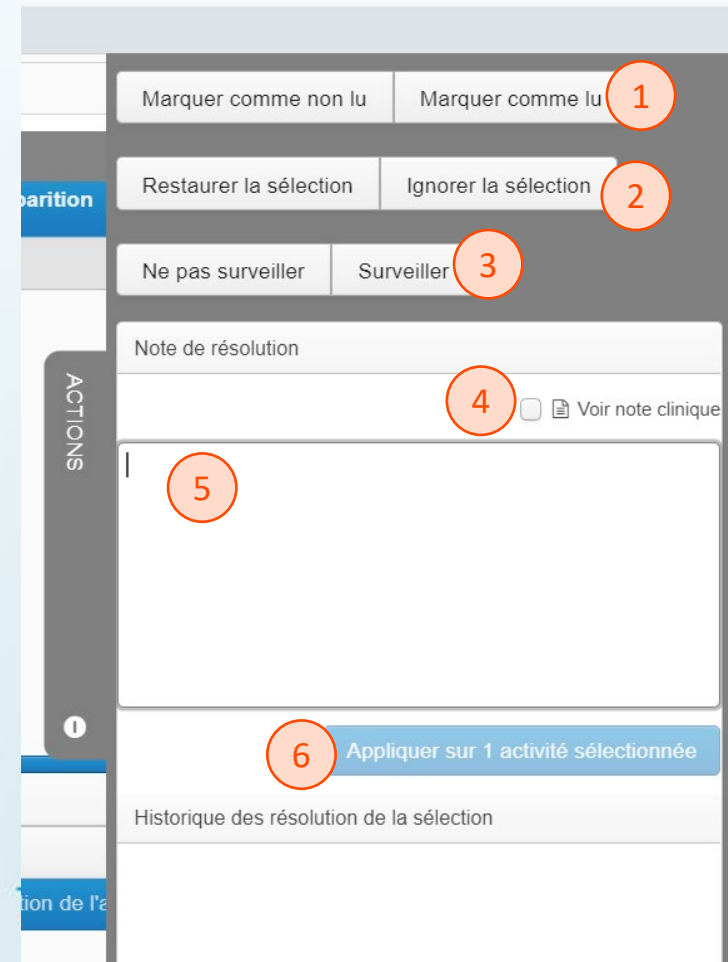 Marquer comme non lu Marquer comme lu 1
Restaurer la sélection Ignorer la sélection 2
parition
Ne pas surveiller Surveiller 3
Note de résolution
ACTIONS
4 Voir note clinique
5
6 Appliquer sur 1 activité sélectionnée
Historique des résolution de la sélection
tion de l'a